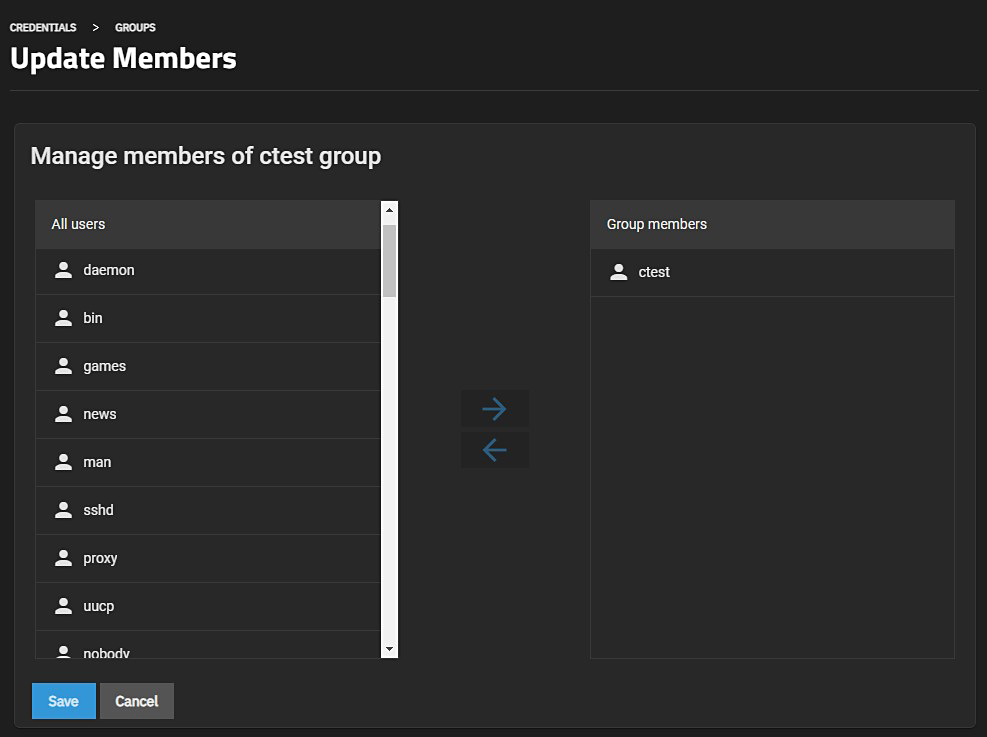 CREDENTIALS > GROUPS
Update Members
Manage members of ctest group
All users
daemon
bin
games
news
man
sshd
proxy
uucp
nobody
Group members
ctest
Save Cancel